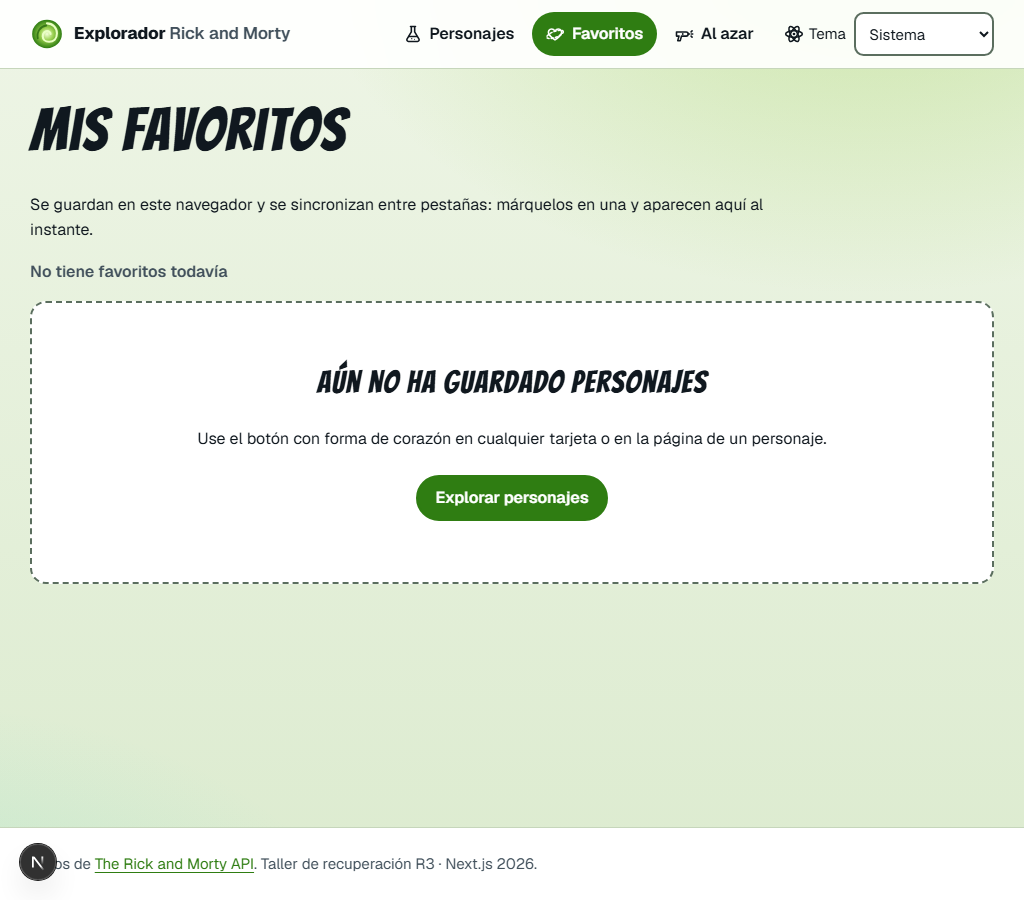 Explorador Rick and Morty
Personajes
Favoritos
Al azar
Tema
Sistema
MIS FAVORITOS
Se guardan en este navegador y se sincronizan entre pestañas: márquelos en una y aparecen aquí al
instante.
No tiene favoritos todavía
AÚN NO HA GUARDADO PERSONAJES
Use el botón con forma de corazón en cualquier tarjeta o en la página de un personaje.
Explorar personajes
N
de The Rick and Morty API. Taller de recuperación R3 · Next.js 2026.